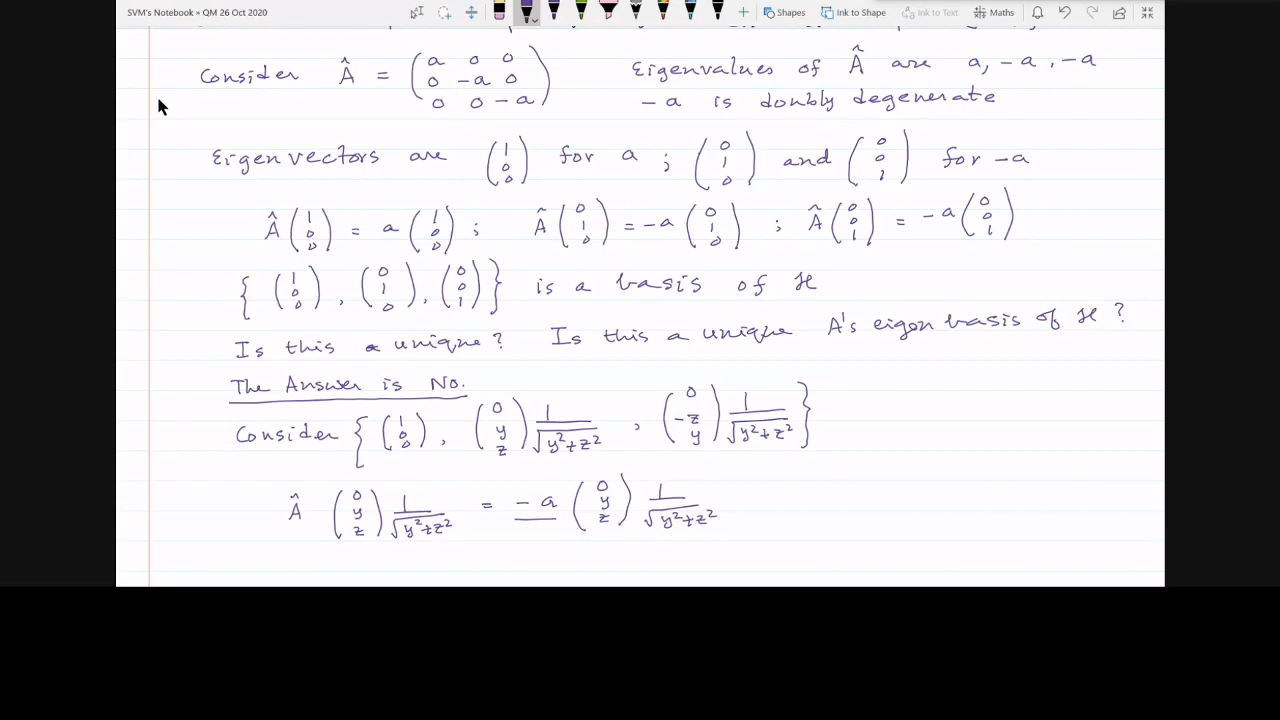 SVM's Notebook » QM 26 Oct 2020
Shapes Ink to Shape Ink to Text Maths
Consider Â = (a 0 0; 0 -a 0; 0 0 -a) Eigenvalues of Â are a, -a, -a
-a is doubly degenerate
Eigenvectors are (1 0 0) for a ; (0 1 0) and (0 0 1) for -a
Â (1 0 0) = a (1 0 0) ; Â (0 1 0) = -a (0 1 0) ; Â (0 0 1) = -a (0 0 1)
{ (1 0 0), (0 1 0), (0 0 1) } is a basis of ℋ
Is this a unique? Is this a unique A's eigen basis of ℋ ?
The Answer is No.
Consider { (1 0 0), (0 y z) 1/√(y²+z²) , (0 -z y) 1/√(y²+z²) }
Â (0 y z) 1/√(y²+z²) = -a (0 y z) 1/√(y²+z²)